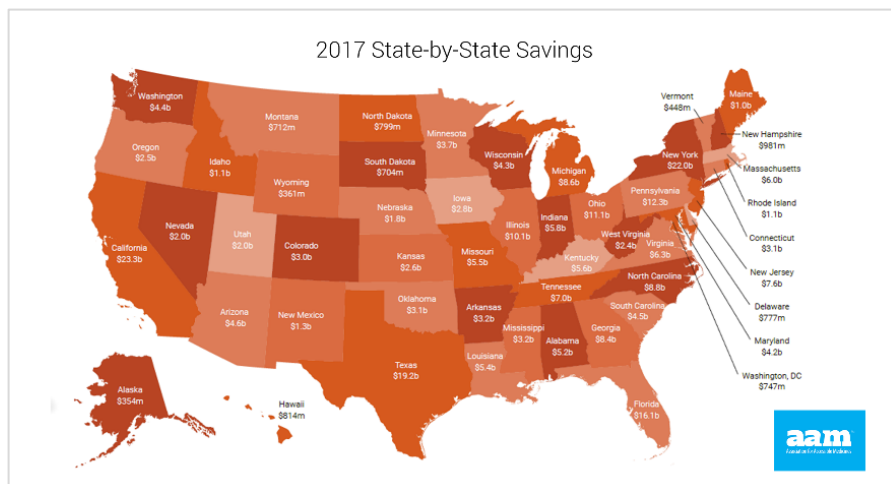 2017 State-by-State Savings
Washington
$4.4b
Oregon
$2.5b
California
$23.3b
Idaho
$1.1b
Nevada
$2.0b
Montana
$712m
Wyoming
$361m
Utah
$2.0b
Colorado
$3.0b
Arizona
$4.6b
New Mexico
$1.3b
North Dakota
$799m
South Dakota
$704m
Nebraska
$1.8b
Kansas
$2.6b
Oklahoma
$3.1b
Texas
$19.2b
Minnesota
$3.7b
Iowa
$2.8b
Missouri
$5.5b
Arkansas
$3.2b
Louisiana
$5.4b
Wisconsin
$4.3b
Illinois
$10.1b
Michigan
$8.6b
Indiana
$5.8b
Ohio
$11.1b
Kentucky
$5.6b
Tennessee
$7.0b
Mississippi
$3.2b
Alabama
$5.2b
Georgia
$8.4b
Florida
$16.1b
South Carolina
$4.5b
North Carolina
$8.8b
Virginia
$6.3b
West Virginia
$2.4b
Pennsylvania
$12.3b
New York
$22.0b
Vermont
$448m
Maine
$1.0b
New Hampshire
$981m
Massachusetts
$6.0b
Rhode Island
$1.1b
Connecticut
$3.1b
New Jersey
$7.6b
Delaware
$777m
Maryland
$4.2b
Washington, DC
$747m
Alaska
$354m
Hawaii
$814m
aam